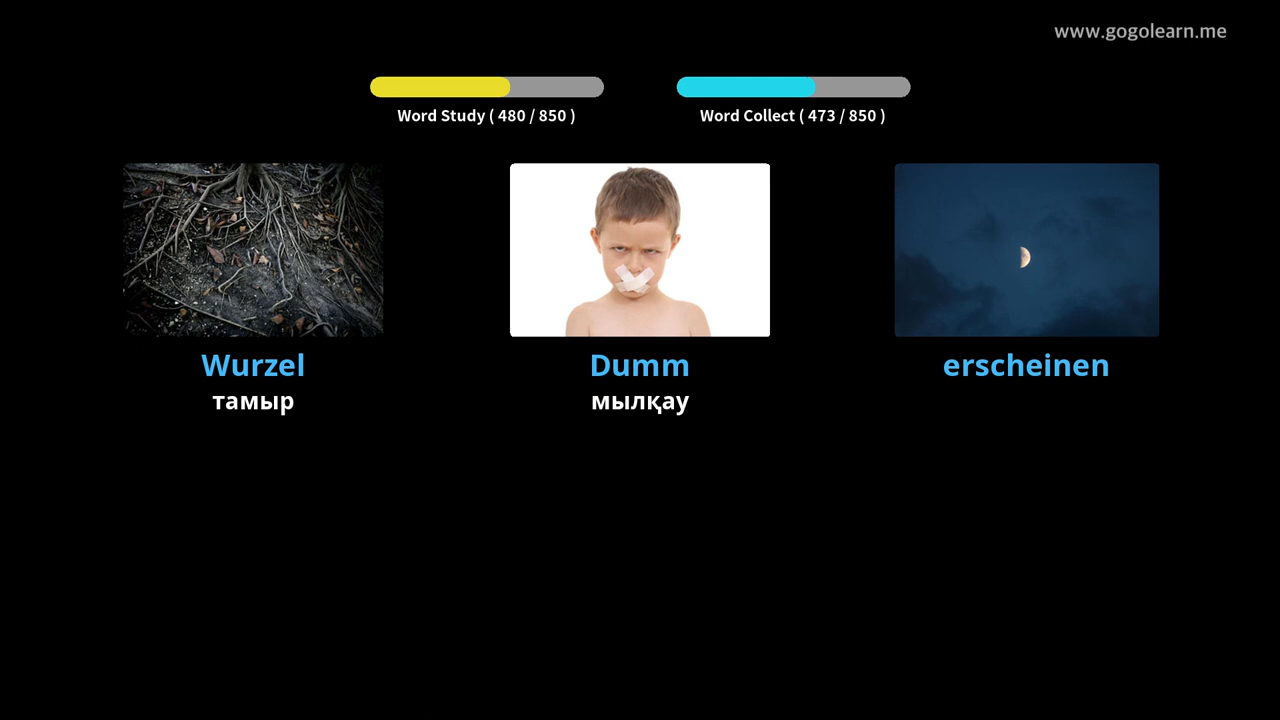 www.gogolearn.me
Word Study ( 480 / 850 )
Word Collect ( 473 / 850 )
Wurzel
тамыр
Dumm
мылқау
erscheinen